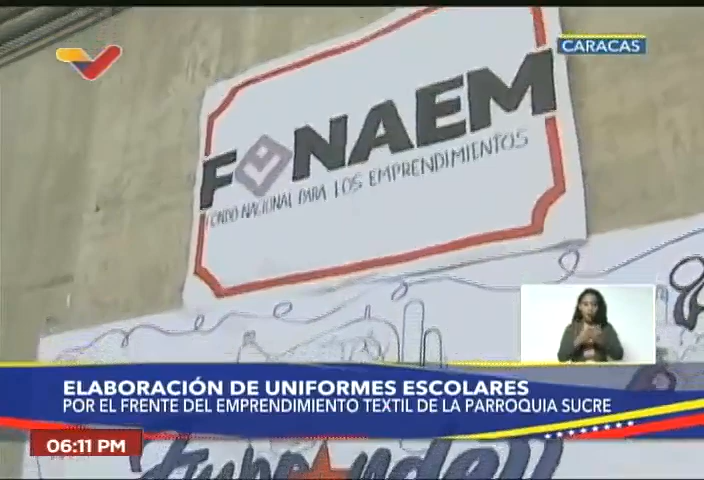 CARACAS
FONAEM
FONDO NACIONAL PARA LOS EMPRENDIMIENTOS
ELABORACIÓN DE UNIFORMES ESCOLARES
POR EL FRENTE DEL EMPRENDIMIENTO TEXTIL DE LA PARROQUIA SUCRE
06:11 PM